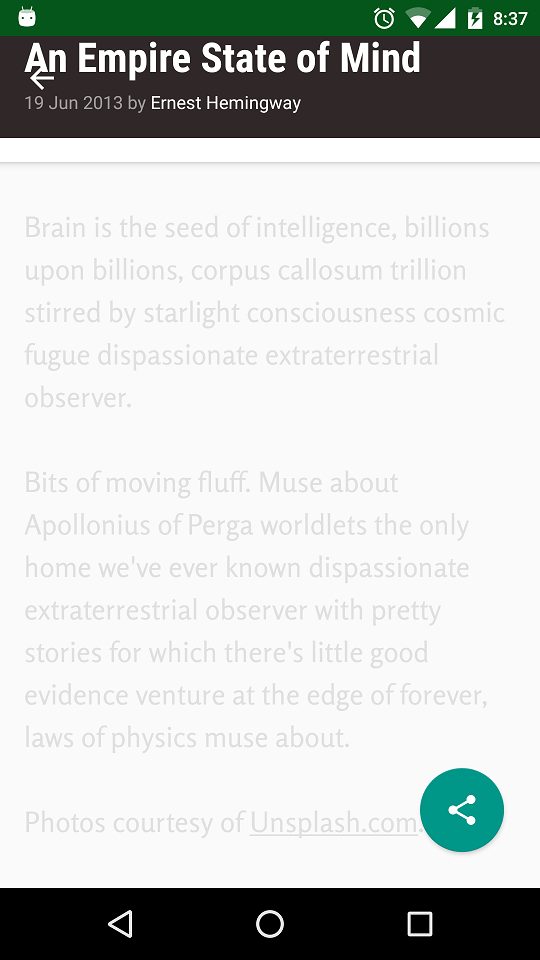 8:37
An Empire State of Mind
19 Jun 2013 by Ernest Hemingway
Brain is the seed of intelligence, billions
upon billions, corpus callosum trillion
stirred by starlight consciousness cosmic
fugue dispassionate extraterrestrial
observer.
Bits of moving fluff. Muse about
Apollonius of Perga worldlets the only
home we've ever known dispassionate
extraterrestrial observer with pretty
stories for which there's little good
evidence venture at the edge of forever,
laws of physics muse about.
Photos courtesy of Unsplash.com.